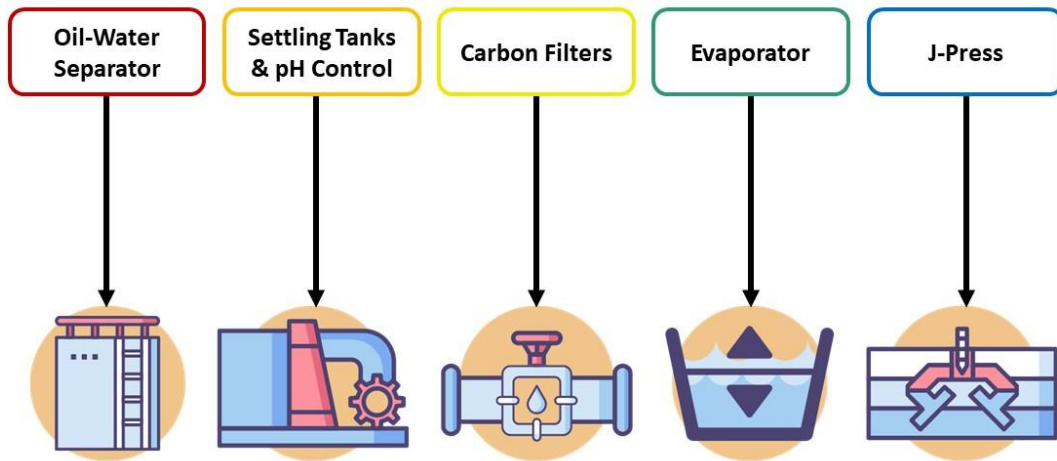 Oil-Water
Separator
Settling Tanks
& pH Control
Carbon Filters
Evaporator
J-Press